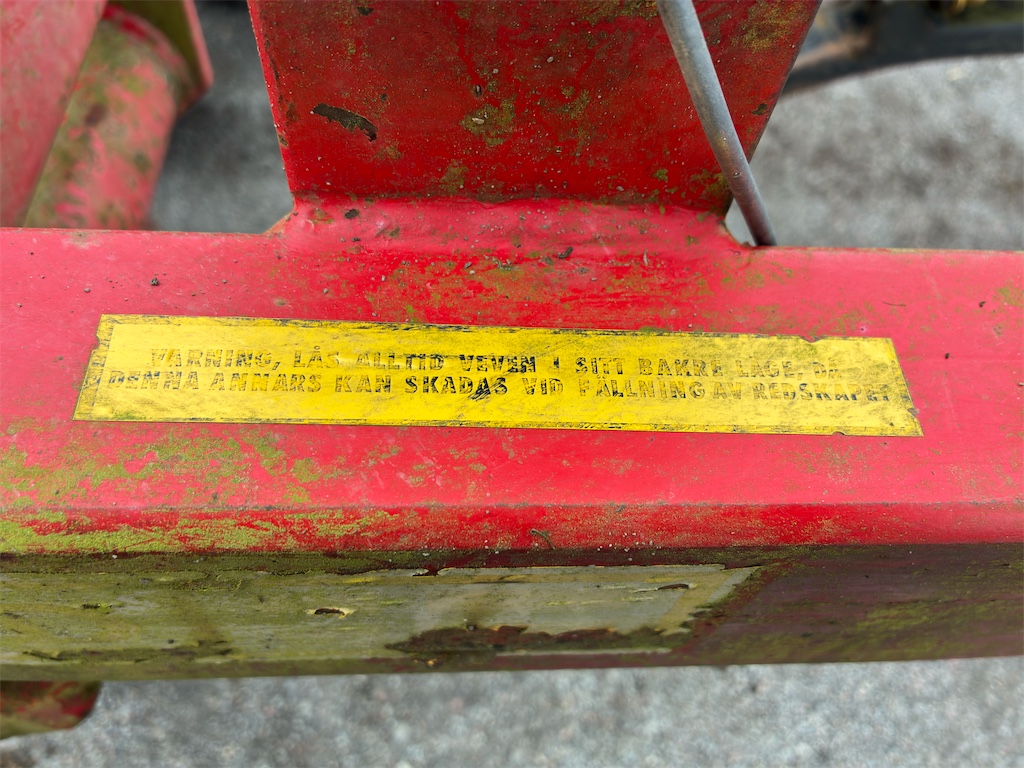 VARNING, LÅS ALLTID VEVEN I SITT BAKRE LÄGE, DÅ
DENNA ANNARS KAN SKADAS VID FÄLLNING AV REDSKAPET